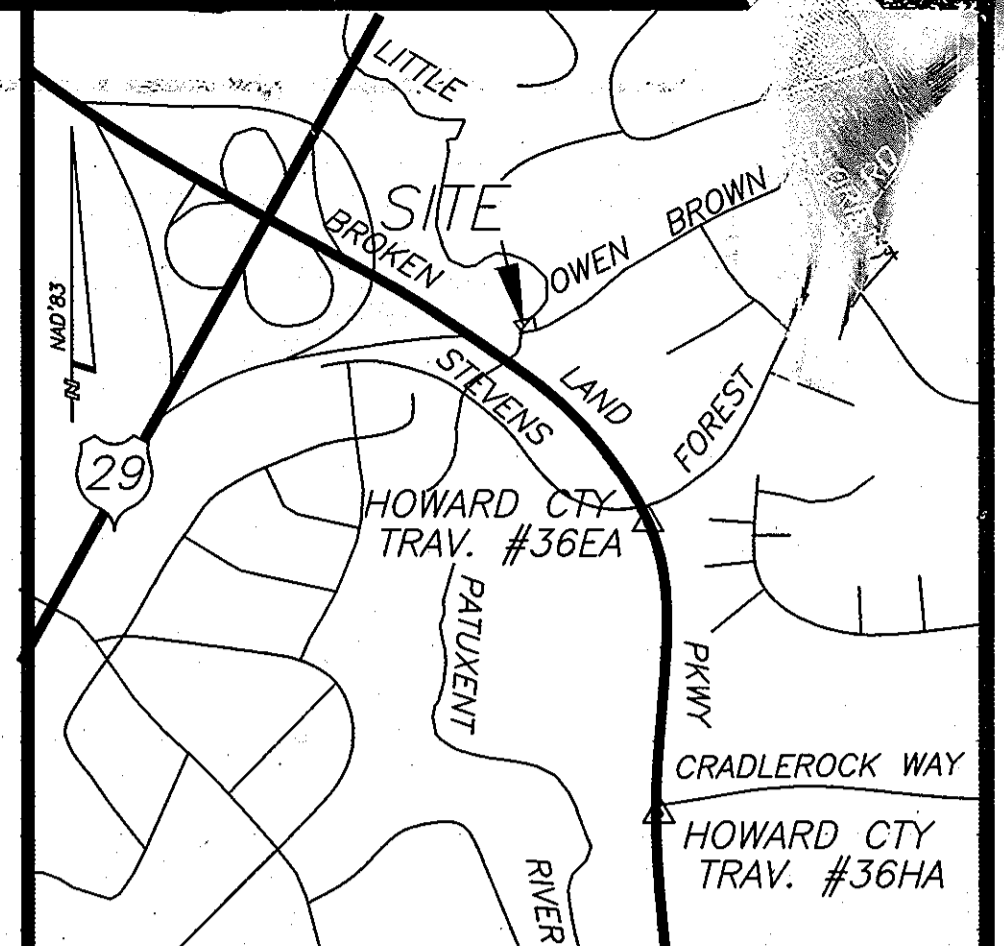 LITTLE
SITE
BROKEN
OWEN BROWN
RD
NAD'83
N
STEVENS
LAND
FOREST
29
HOWARD CTY
TRAV. #36EA
PATUXENT
PKWY
CRADLEROCK WAY
HOWARD CTY
TRAV. #36HA
RIVER